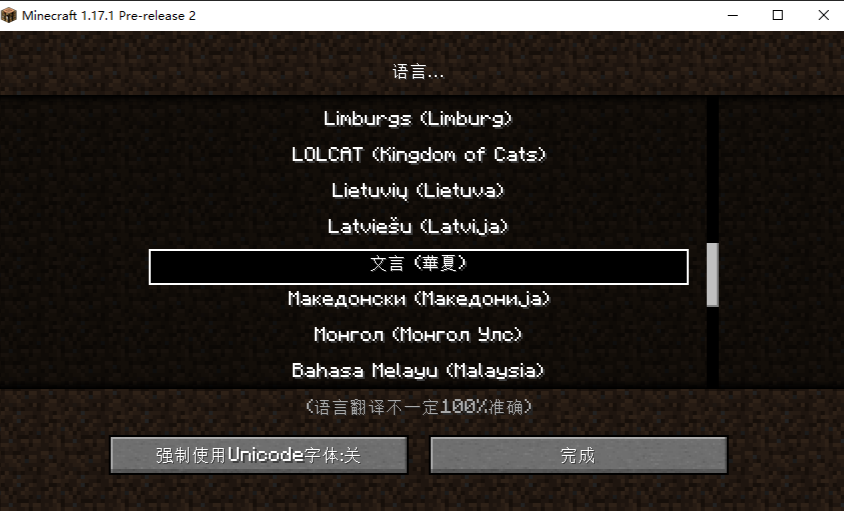 Minecraft 1.17.1 Pre-release 2
语言...
Limburgs (Limburg)
LOLCAT (Kingdom of Cats)
Lietuvių (Lietuva)
Latviešu (Latvija)
文言 (華夏)
Македонски (Македонија)
Монгол (Монгол Улс)
Bahasa Melayu (Malaysia)
(语言翻译不一定100%准确)
强制使用Unicode字体:关
完成